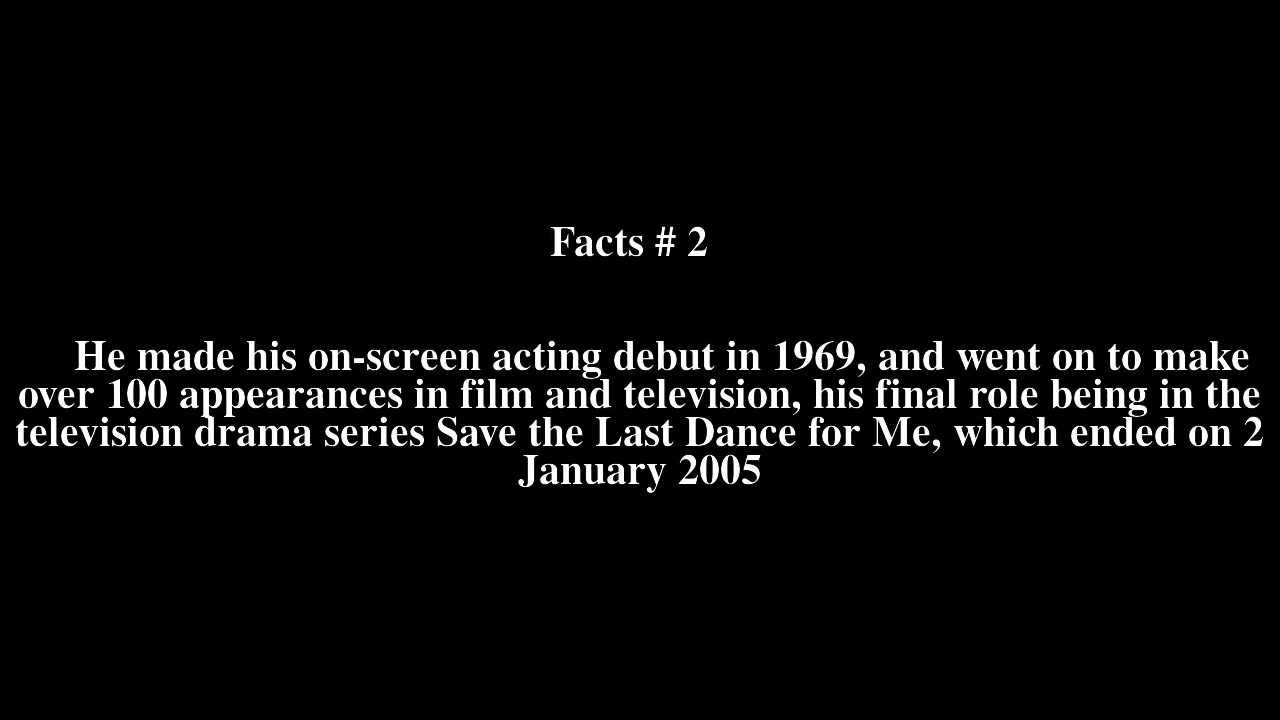 Facts # 2
He made his on-screen acting debut in 1969, and went on to make
over 100 appearances in film and television, his final role being in the
television drama series Save the Last Dance for Me, which ended on 2
January 2005